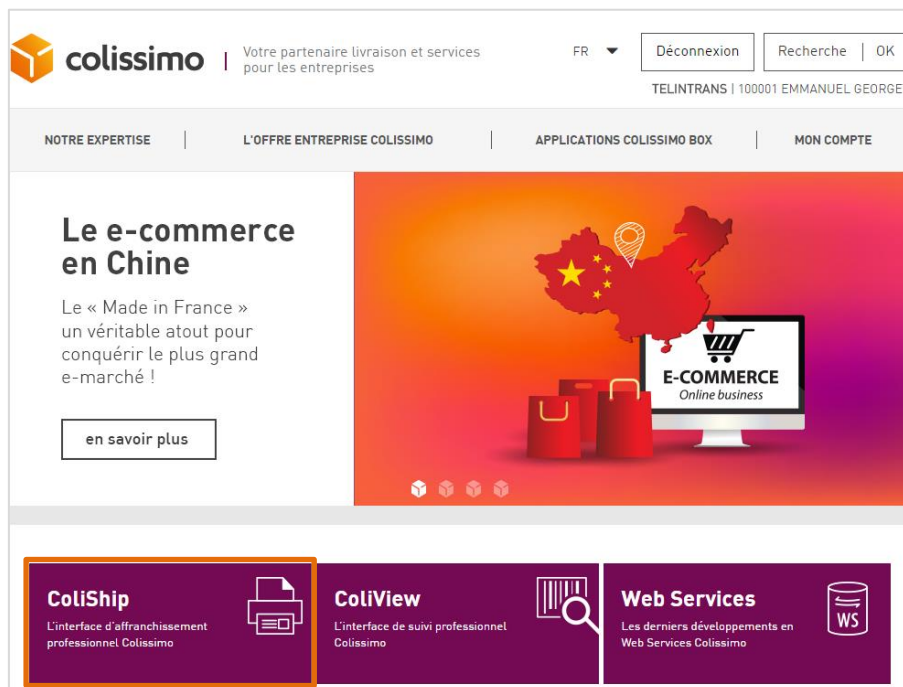 colissimo
Votre partenaire livraison et services
pour les entreprises
FR
Déconnexion
Recherche | OK
TELINTRANS | 100001 EMMANUEL GEORGE
NOTRE EXPERTISE
L'OFFRE ENTREPRISE COLISSIMO
APPLICATIONS COLISSIMO BOX
MON COMPTE
Le e-commerce
en Chine
Le « Made in France »
un véritable atout pour
conquérir le plus grand
e-marché !
en savoir plus
E-COMMERCE
Online business
ColiShip
L'interface d'affranchissement
professionnel Colissimo
ColiView
L'interface de suivi professionnel
Colissimo
Web Services
Les derniers développements en
Web Services Colissimo
WS